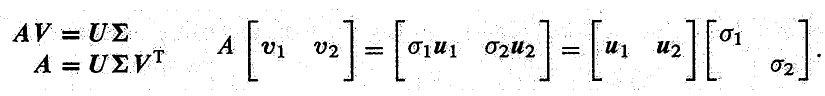 AV = UΣ
A = UΣVᵀ
A [ v₁ v₂ ] = [ σ₁u₁ σ₂u₂ ] = [ u₁ u₂ ] [ σ₁
σ₂ ].